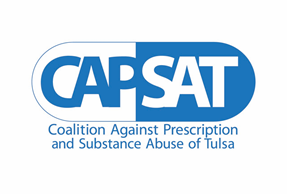 CAPSAT
Coalition Against Prescription
and Substance Abuse of Tulsa